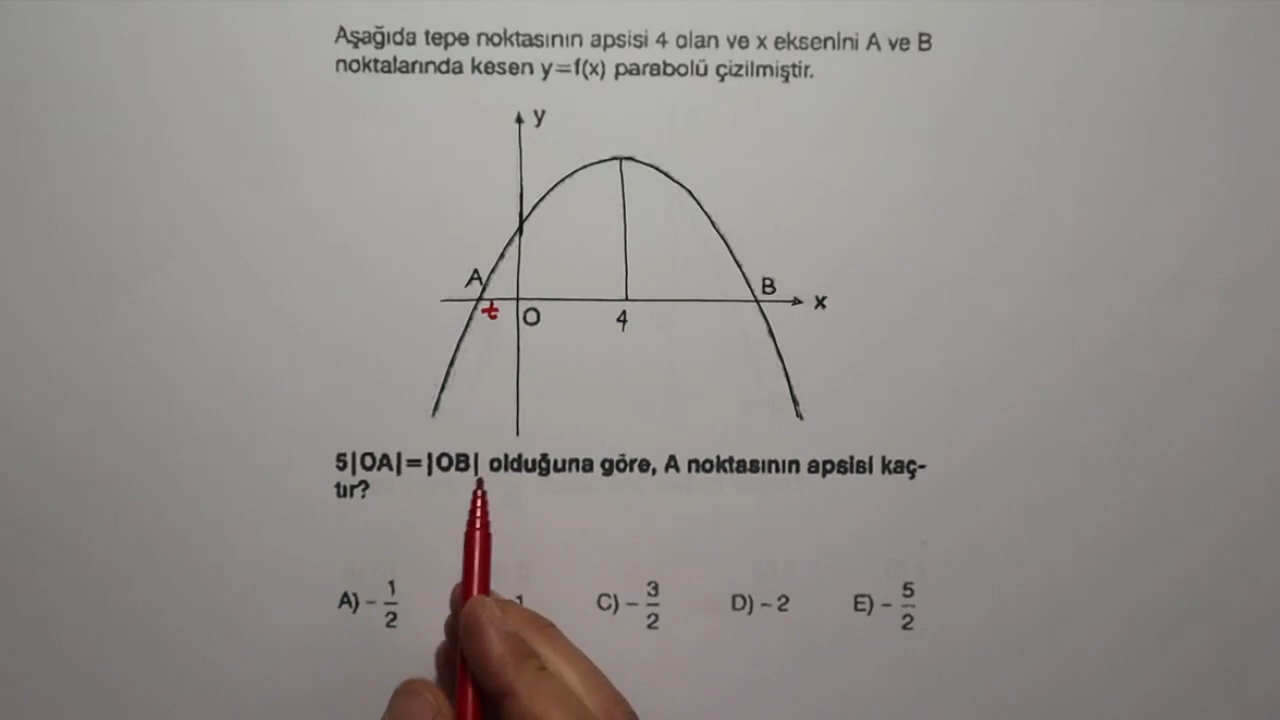 Aşağıda tepe noktasının apsisi 4 olan ve x eksenini A ve B
noktalarında kesen y=f(x) parabolü çizilmiştir.
y
A
B
t
O
4
x
5|OA|=|OB| olduğuna göre, A noktasının apsisi kaç-
tır?
A) -1/2 1 C) -3/2 D) -2 E) -5/2